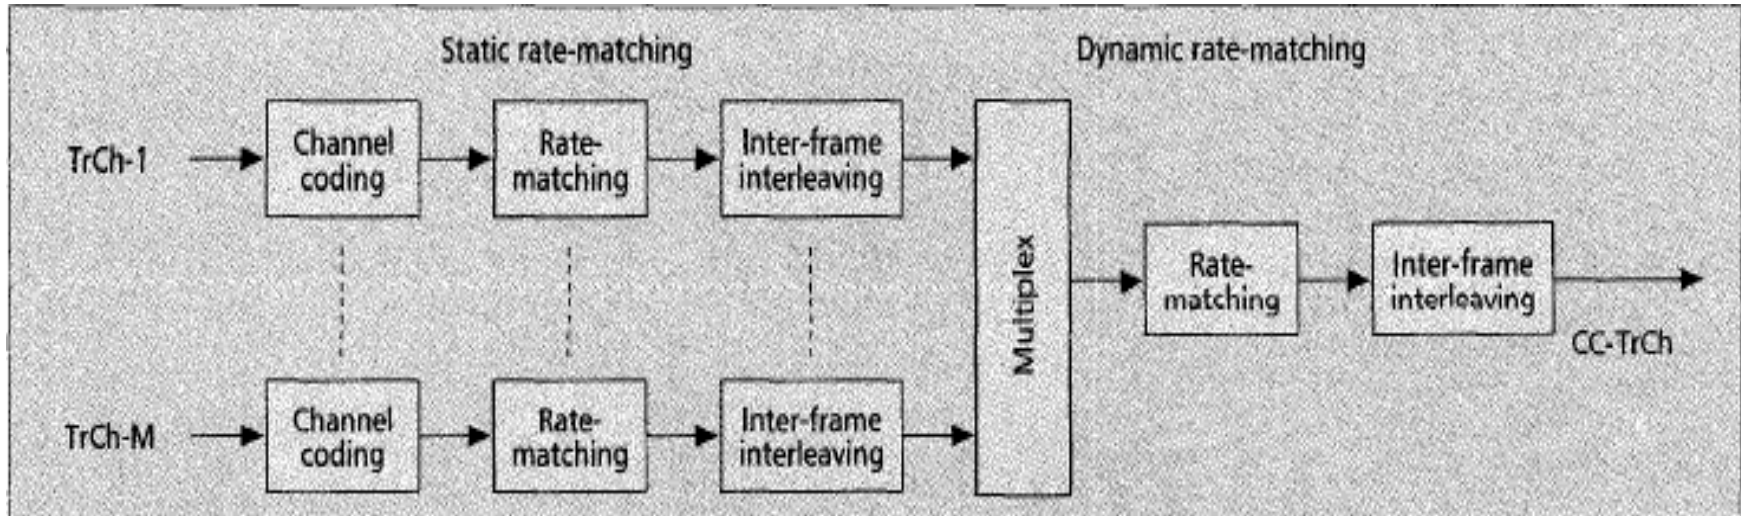 Static rate-matching
Dynamic rate-matching
TrCh-1
Channel
coding
Rate-
matching
Inter-frame
interleaving
Multiplex
Rate-
matching
Inter-frame
interleaving
CC-TrCh
TrCh-M
Channel
coding
Rate-
matching
Inter-frame
interleaving